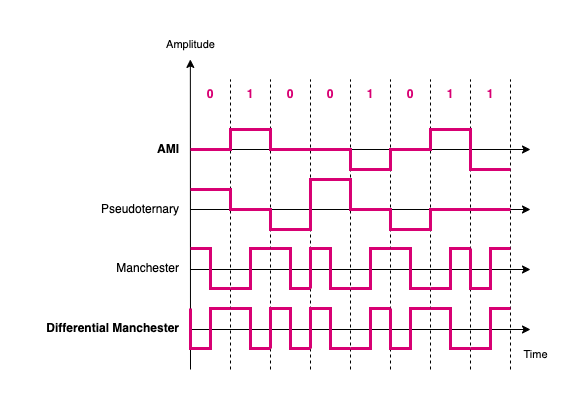 Amplitude
0 1 0 0 1 0 1 1
AMI
Pseudoternary
Manchester
Differential Manchester
Time